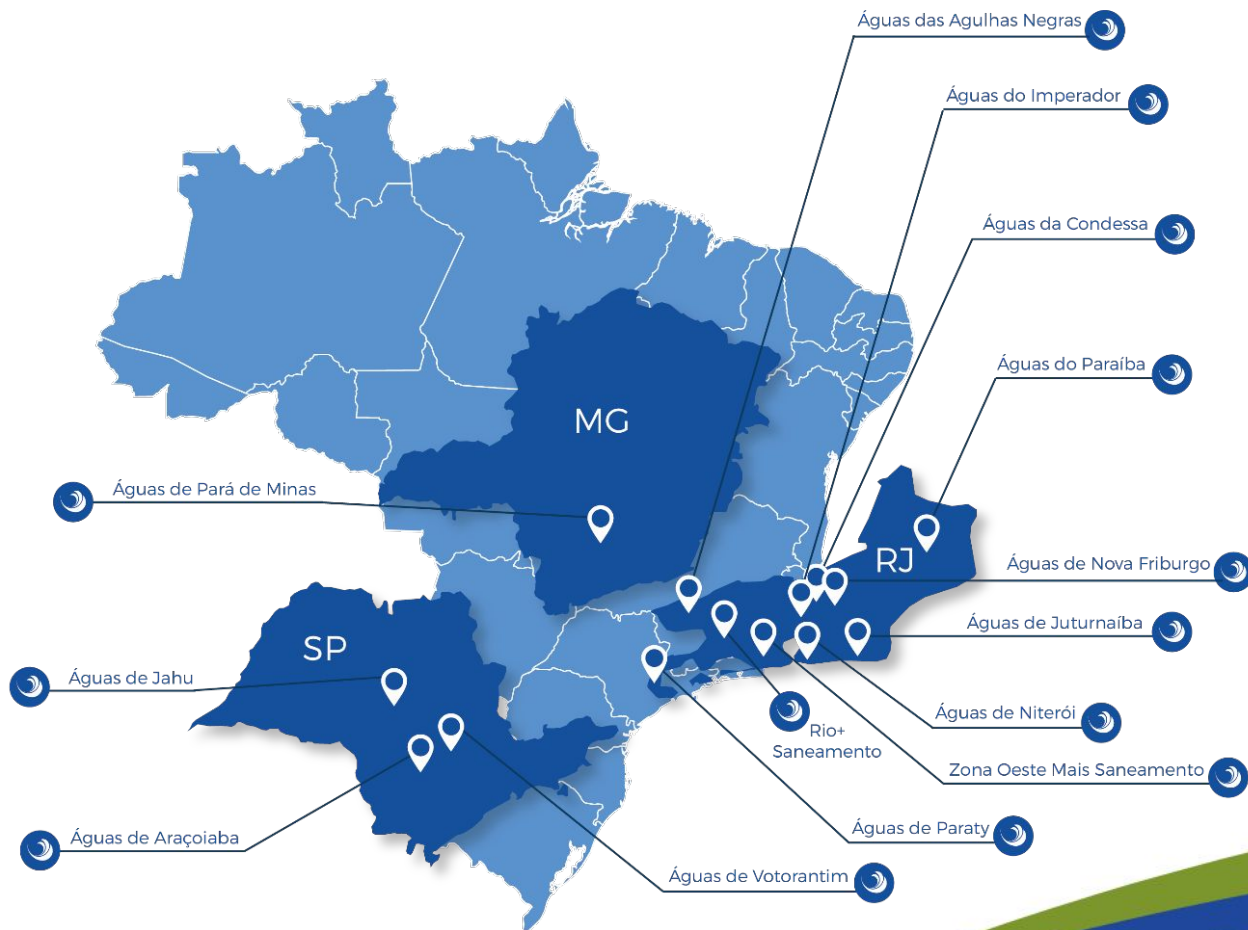 Águas das Agulhas Negras
Águas do Imperador
Águas da Condessa
Águas do Paraíba
MG
Águas de Pará de Minas
RJ
Águas de Nova Friburgo
Águas de Juturnaíba
SP
Águas de Jahu
Águas de Niterói
Rio+
Saneamento
Zona Oeste Mais Saneamento
Águas de Araçoiaba
Águas de Paraty
Águas de Votorantim